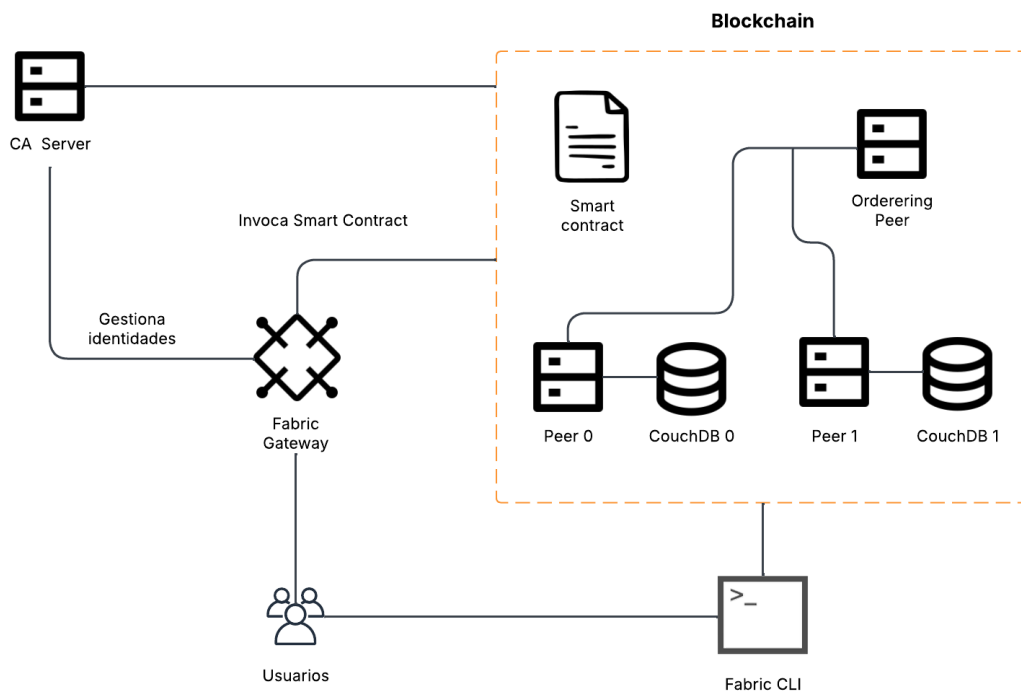 Blockchain
CA Server
Smart
contract
Orderering
Peer
Invoca Smart Contract
Gestiona
identidades
Fabric
Gateway
Peer 0
CouchDB 0
Peer 1
CouchDB 1
>_
Usuarios
Fabric CLI